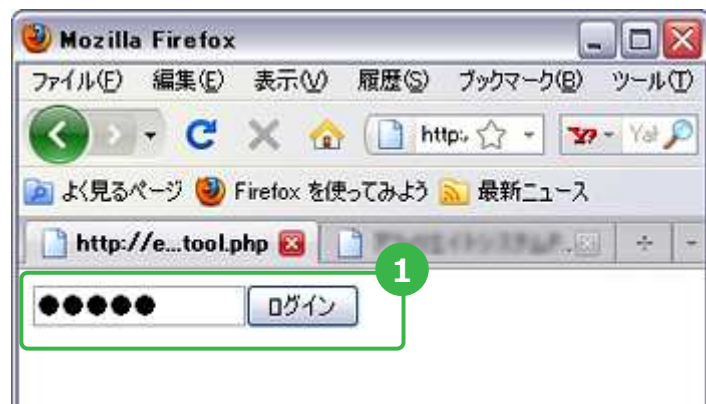 Mozilla Firefox
ファイル(F) 編集(E) 表示(V) 履歴(S) ブックマーク(B) ツール(T)
http:
よく見るページ Firefox を使ってみよう 最新ニュース
http://e...tool.php
1
●●●●● ログイン